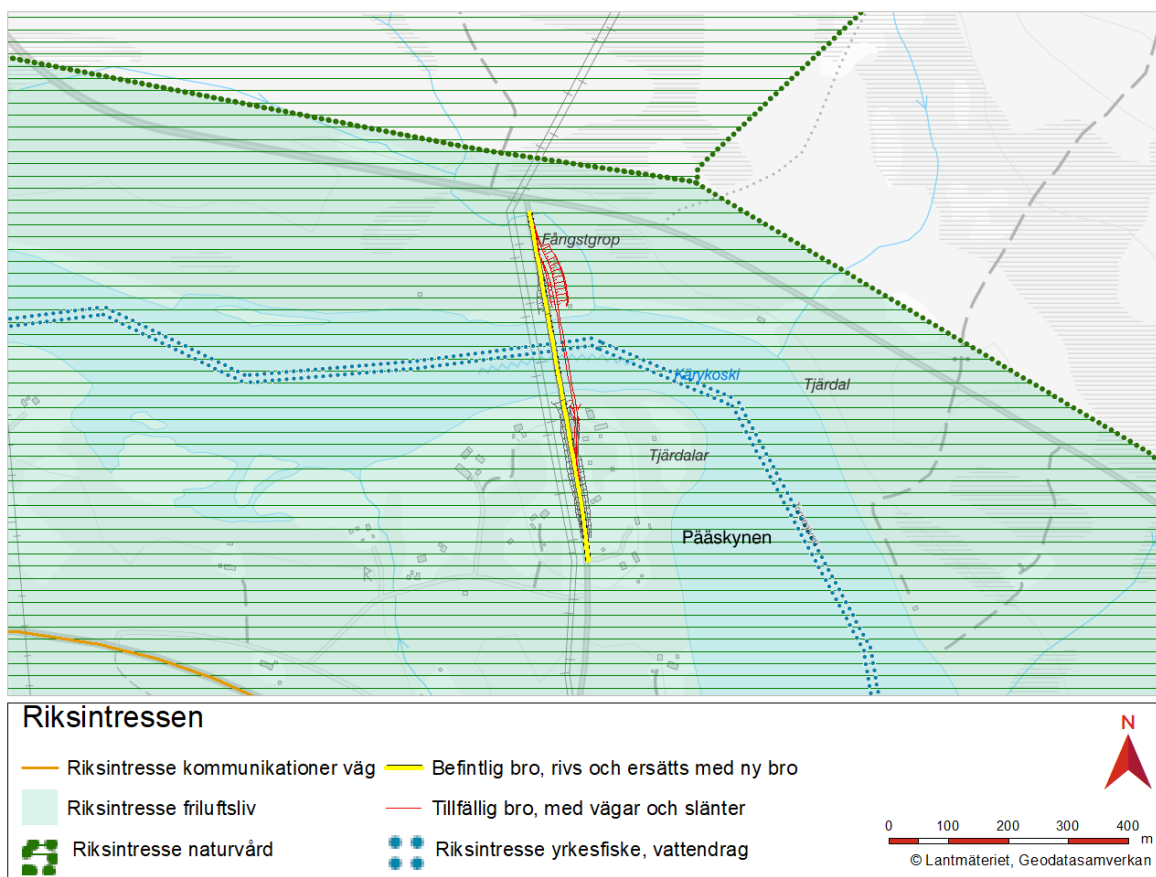 Fångstgrop
Kärykoski
Tjärdal
Tjärdalar
Pääskynen
Riksintressen
Riksintresse kommunikationer väg
Riksintresse friluftsliv
Riksintresse naturvård
Befintlig bro, rivs och ersätts med ny bro
Tillfällig bro, med vägar och slänter
Riksintresse yrkesfiske, vattendrag
N
0 100 200 300 400
m
© Lantmäteriet, Geodatasamverkan